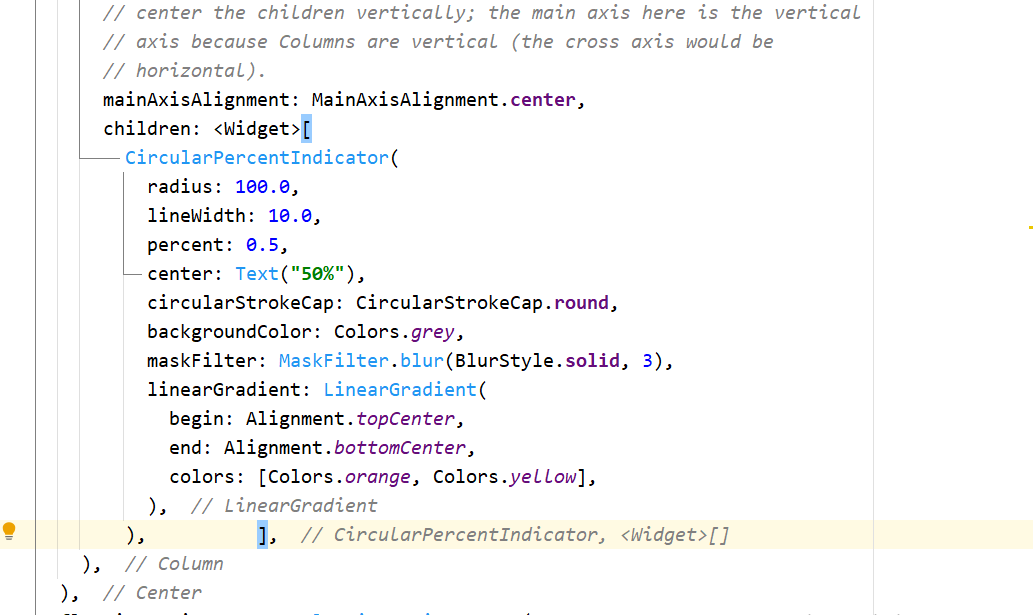 // center the children vertically; the main axis here is the vertical
// axis because Columns are vertical (the cross axis would be
// horizontal).
mainAxisAlignment: MainAxisAlignment.center,
children: <Widget>[
CircularPercentIndicator(
radius: 100.0,
lineWidth: 10.0,
percent: 0.5,
center: Text("50%"),
circularStrokeCap: CircularStrokeCap.round,
backgroundColor: Colors.grey,
maskFilter: MaskFilter.blur(BlurStyle.solid, 3),
linearGradient: LinearGradient(
begin: Alignment.topCenter,
end: Alignment.bottomCenter,
colors: [Colors.orange, Colors.yellow],
), // LinearGradient
), ], // CircularPercentIndicator, <Widget>[]
), // Column
), // Center